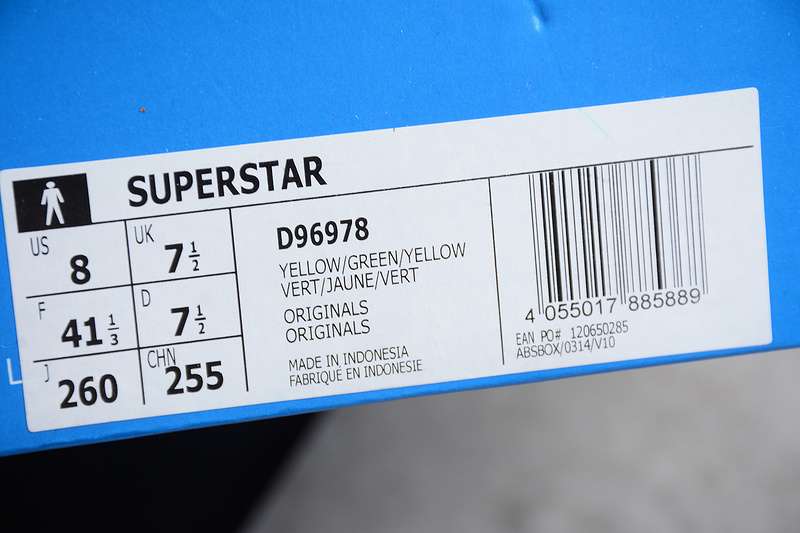 SUPERSTAR
US 8 UK 7 1/2
F 41 1/3 D 7 1/2
J 260 CHN 255
D96978
YELLOW/GREEN/YELLOW
VERT/JAUNE/VERT
ORIGINALS
ORIGINALS
MADE IN INDONESIA
FABRIQUE EN INDONESIE
4 055017 885889
EAN PO# 120650285
ABSBOX/0314/V10